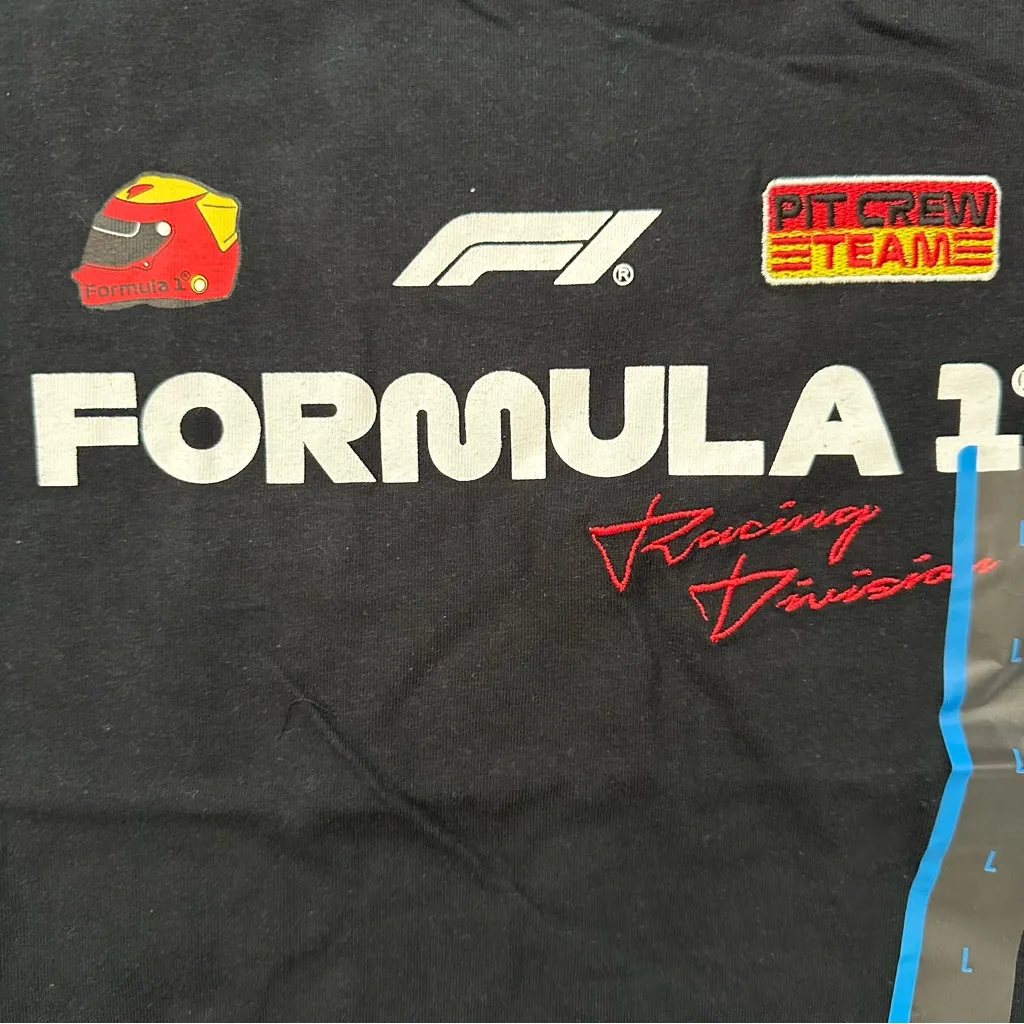 Formula 1®
F1®
PIT CREW
TEAM
FORMULA 1®
Racing
Division
L
L
L
L